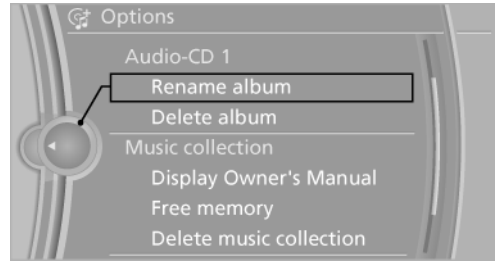 Options
Audio-CD 1
Rename album
Delete album
Music collection
Display Owner's Manual
Free memory
Delete music collection